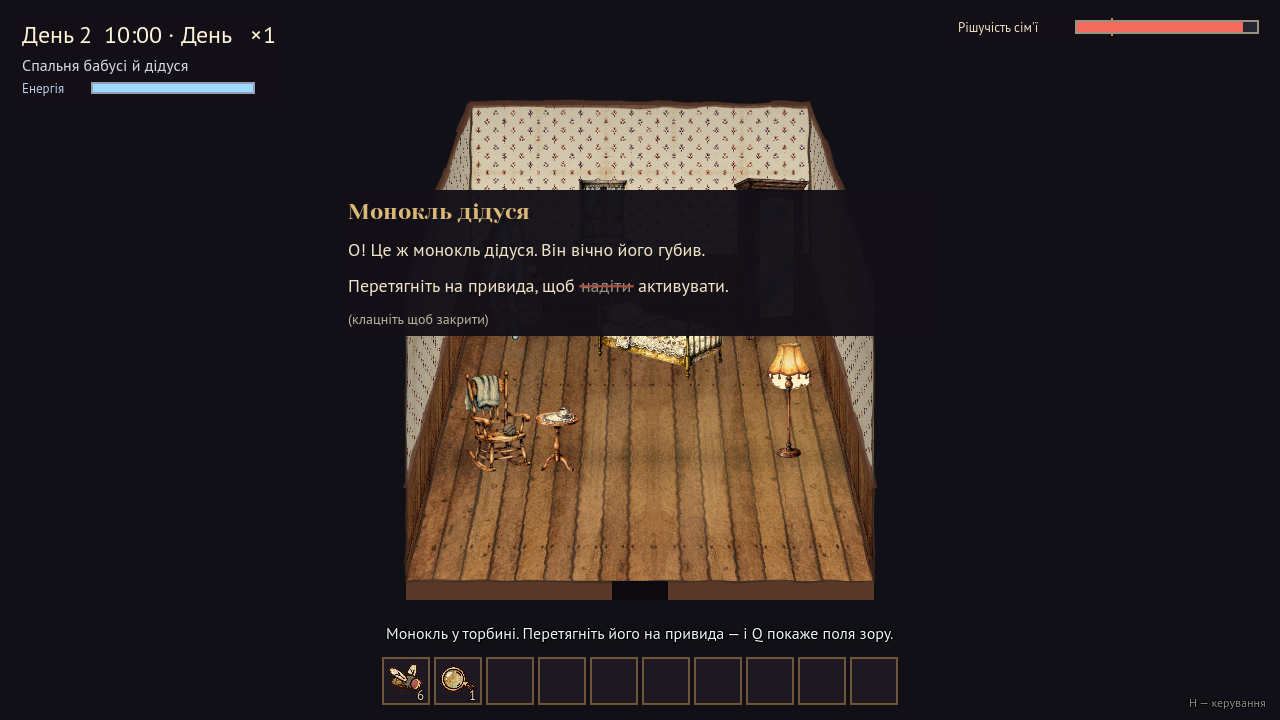 День 2 10:00 · День ×1
Рішучість сім'ї
Спальня бабусі й дідуся
Енергія
Монокль дідуся
О! Це ж монокль дідуся. Він вічно його губив.
Перетягніть на привида, щоб надіти активувати.
(клацніть щоб закрити)
Монокль у торбині. Перетягніть його на привида — і Q покаже поля зору.
6
1
H — керування